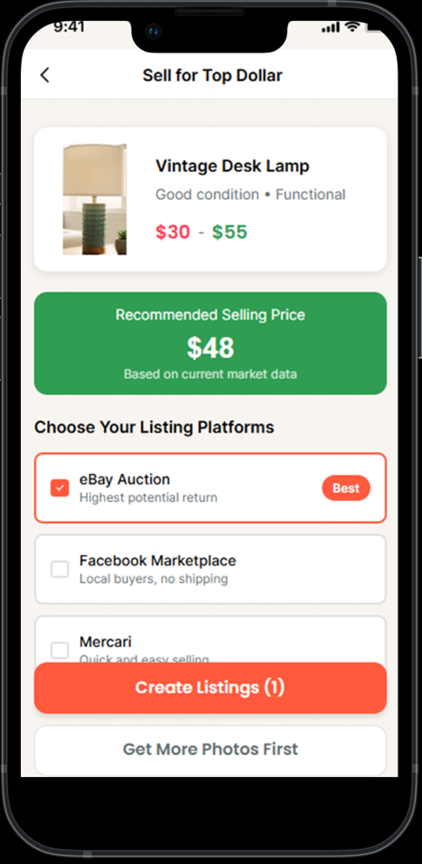 9:41
Sell for Top Dollar
Vintage Desk Lamp
Good condition • Functional
$30 - $55
Recommended Selling Price
$48
Based on current market data
Choose Your Listing Platforms
eBay Auction
Highest potential return
Best
Facebook Marketplace
Local buyers, no shipping
Mercari
Quick and easy selling
Create Listings (1)
Get More Photos First